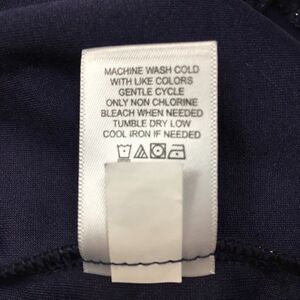 MACHINE WASH COLD
WITH LIKE COLORS
GENTLE CYCLE
ONLY NON CHLORINE
BLEACH WHEN NEEDED
TUMBLE DRY LOW
COOL IRON IF NEEDED